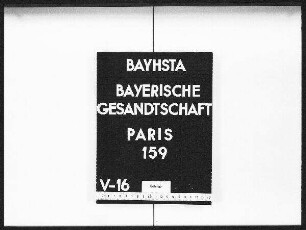 BAYHSTA
BAYERISCHE
GESANDTSCHAFT
PARIS
159
V-16